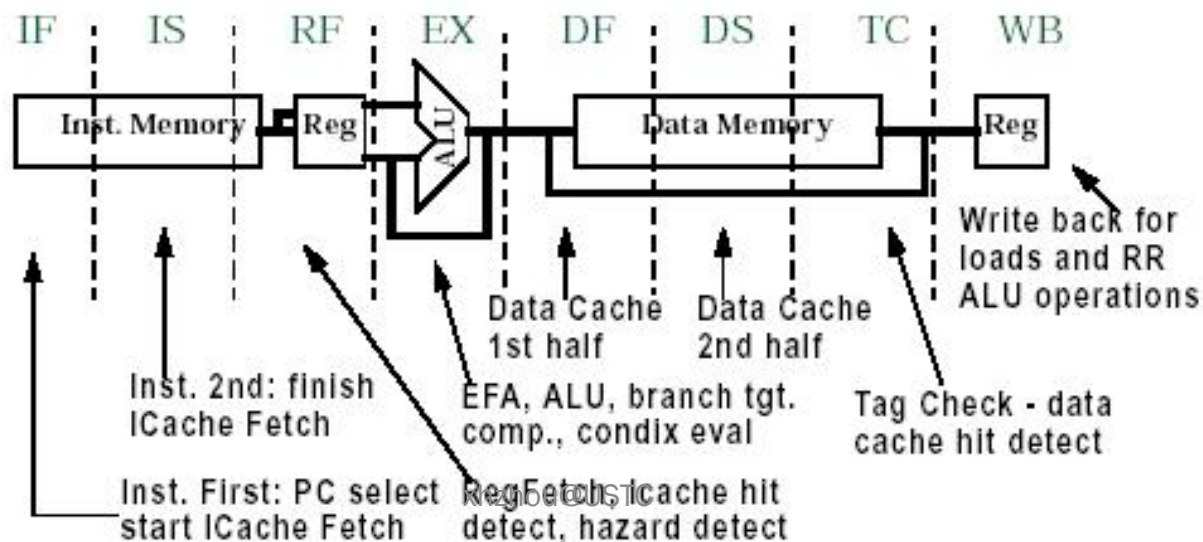 IF IS RF EX DF DS TC WB
Inst. Memory Reg ALU Data Memory Reg
Write back for
loads and RR
ALU operations
Data Cache
1st half
Data Cache
2nd half
Inst. 2nd: finish
ICache Fetch
EFA, ALU, branch tgt.
comp., condix eval
Tag Check - data
cache hit detect
Inst. First: PC select
start ICache Fetch
RegFetch, Icache hit
detect, hazard detect